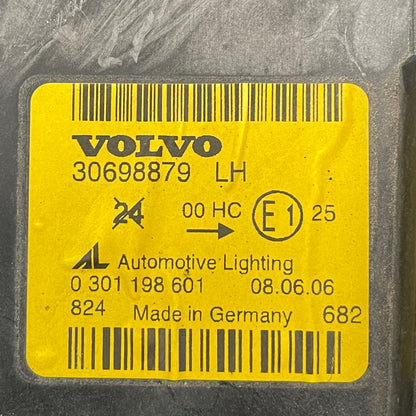 VOLVO
30698879 LH
24 00 HC → E1 25
AL Automotive Lighting
0 301 198 601 08.06.06
824 Made in Germany 682